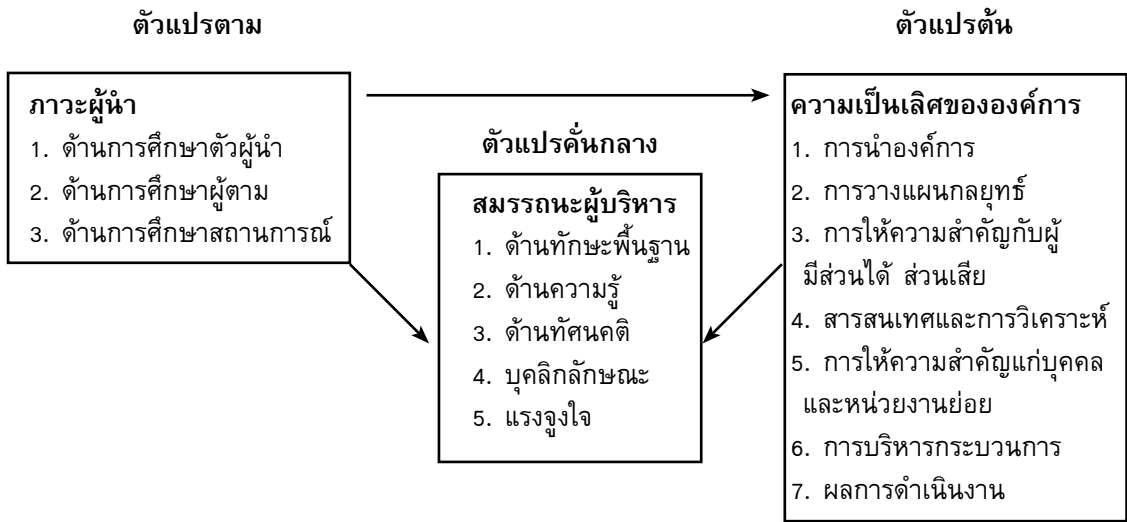 ตัวแปรตาม
ตัวแปรต้น
ภาวะผู้นำ
1. ด้านการศึกษาตัวผู้นำ
2. ด้านการศึกษาผู้ตาม
3. ด้านการศึกษาสถานการณ์
ตัวแปรคั่นกลาง
สมรรถนะผู้บริหาร
1. ด้านทักษะพื้นฐาน
2. ด้านความรู้
3. ด้านทัศนคติ
4. บุคลิกลักษณะ
5. แรงจูงใจ
ความเป็นเลิศขององค์การ
1. การนำองค์การ
2. การวางแผนกลยุทธ์
3. การให้ความสำคัญกับผู้
มีส่วนได้ ส่วนเสีย
4. สารสนเทศและการวิเคราะห์
5. การให้ความสำคัญแก่บุคคล
และหน่วยงานย่อย
6. การบริหารกระบวนการ
7. ผลการดำเนินงาน